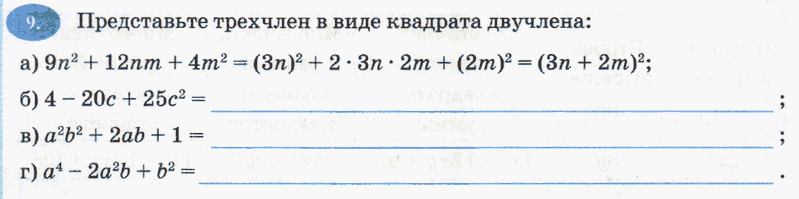 9. Представьте трехчлен в виде квадрата двучлена:
а) 9n² + 12nm + 4m² = (3n)² + 2 · 3n · 2m + (2m)² = (3n + 2m)²;
б) 4 – 20c + 25c² = ;
в) a²b² + 2ab + 1 = ;
г) a⁴ – 2a²b + b² = .